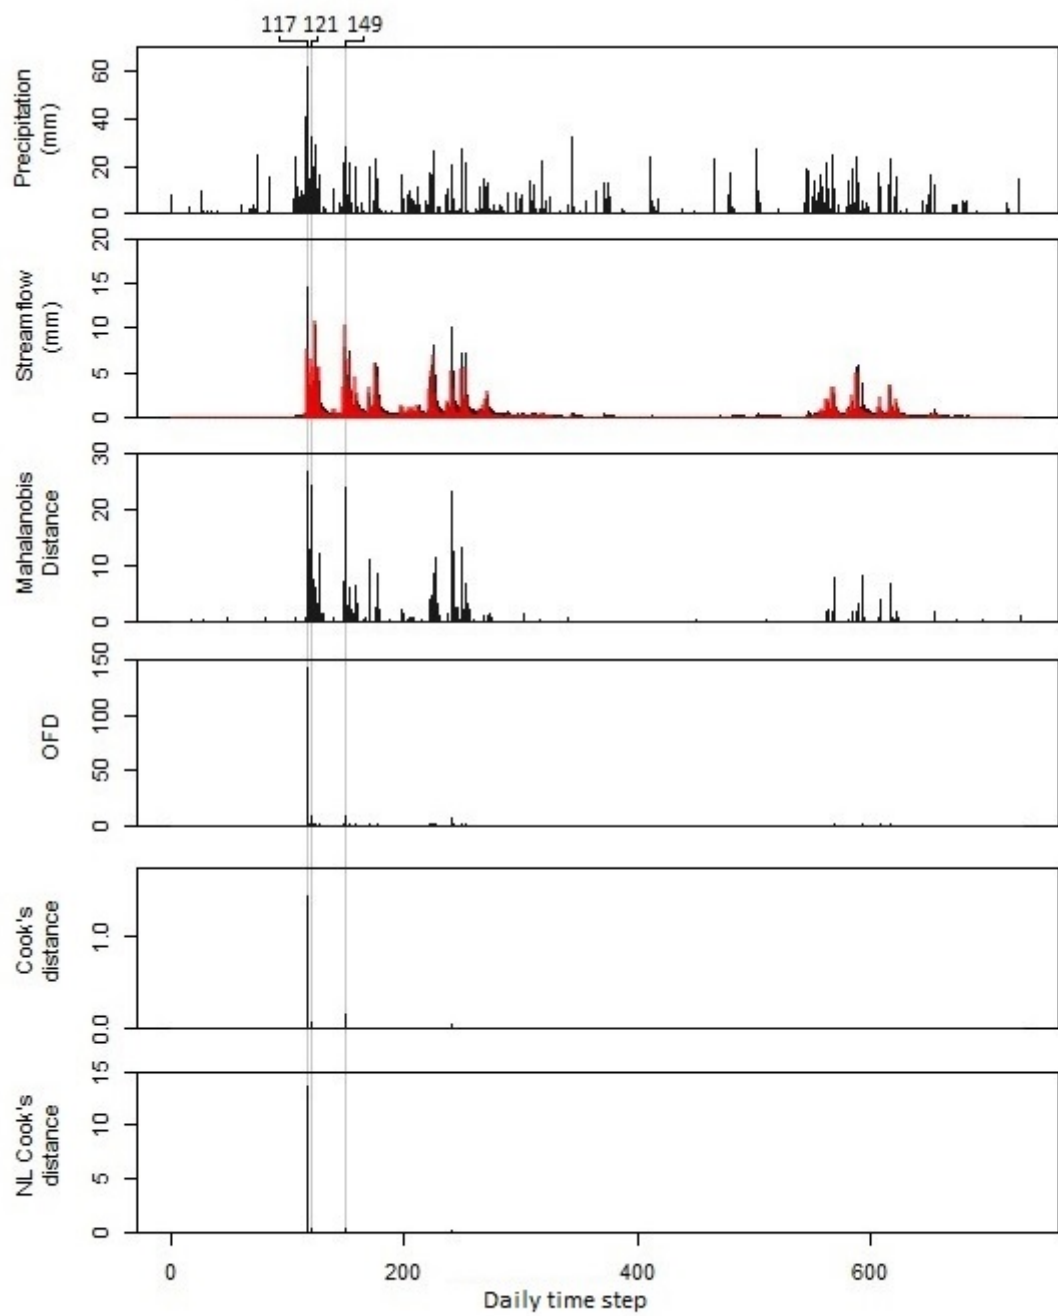 117 121 149
Precipitation
(mm)
60
40
20
0
Streamflow
(mm)
20
15
10
5
0
Mahalanobis
Distance
30
20
10
0
OFD
150
100
50
0
Cook's
distance
1.0
0.0
NL Cook's
distance
15
10
5
0
0 200 400 600
Daily time step